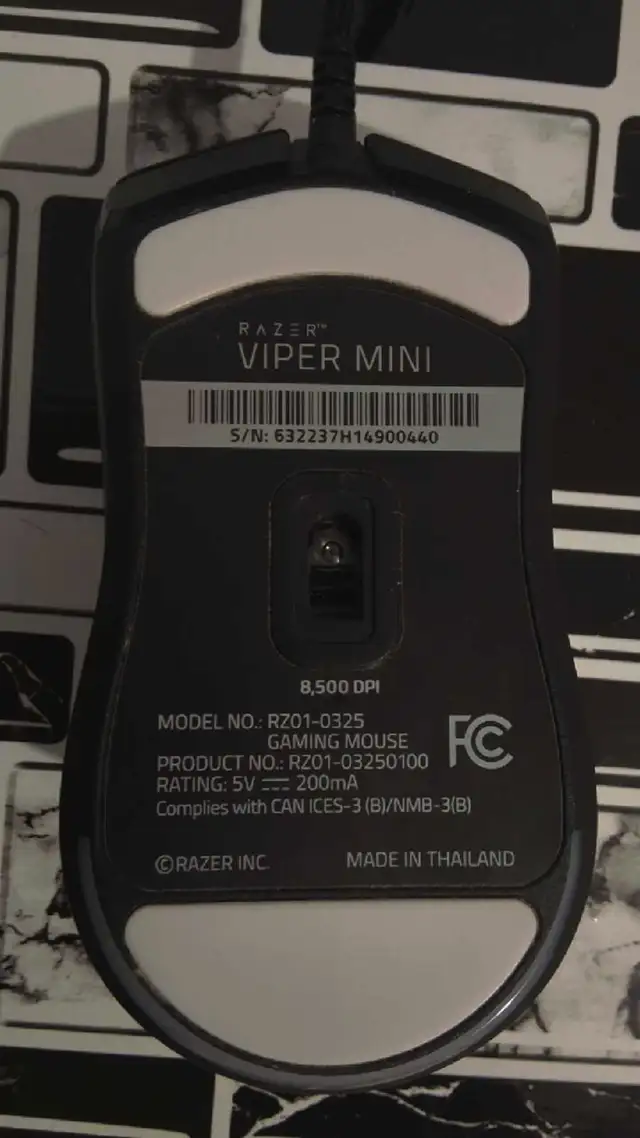 RAZER™
VIPER MINI
S/N: 632237H14900440
8,500 DPI
MODEL NO.: RZ01-0325
GAMING MOUSE
FC
PRODUCT NO.: RZ01-03250100
RATING: 5V ⎓ 200mA
Complies with CAN ICES-3 (B)/NMB-3(B)
©RAZER INC. MADE IN THAILAND